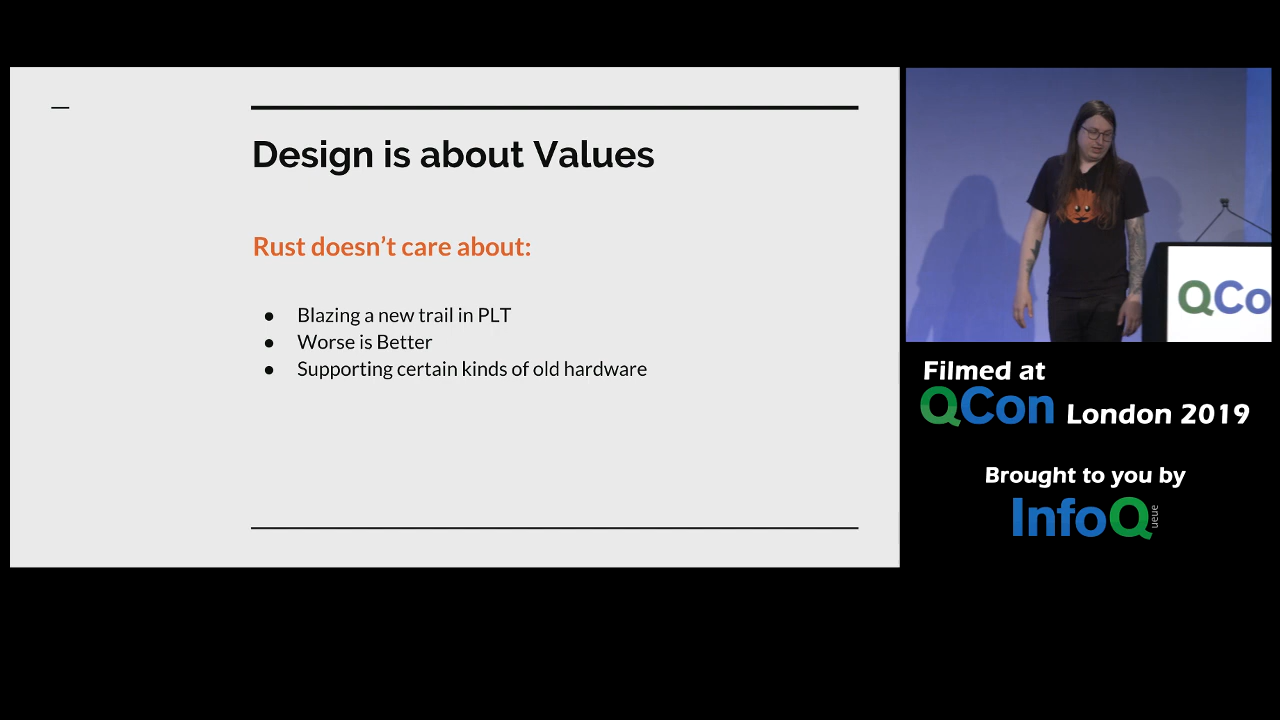 Design is about Values
Rust doesn’t care about:
● Blazing a new trail in PLT
● Worse is Better
● Supporting certain kinds of old hardware
QCo
Filmed at
QCon London 2019
Brought to you by
InfoQueue